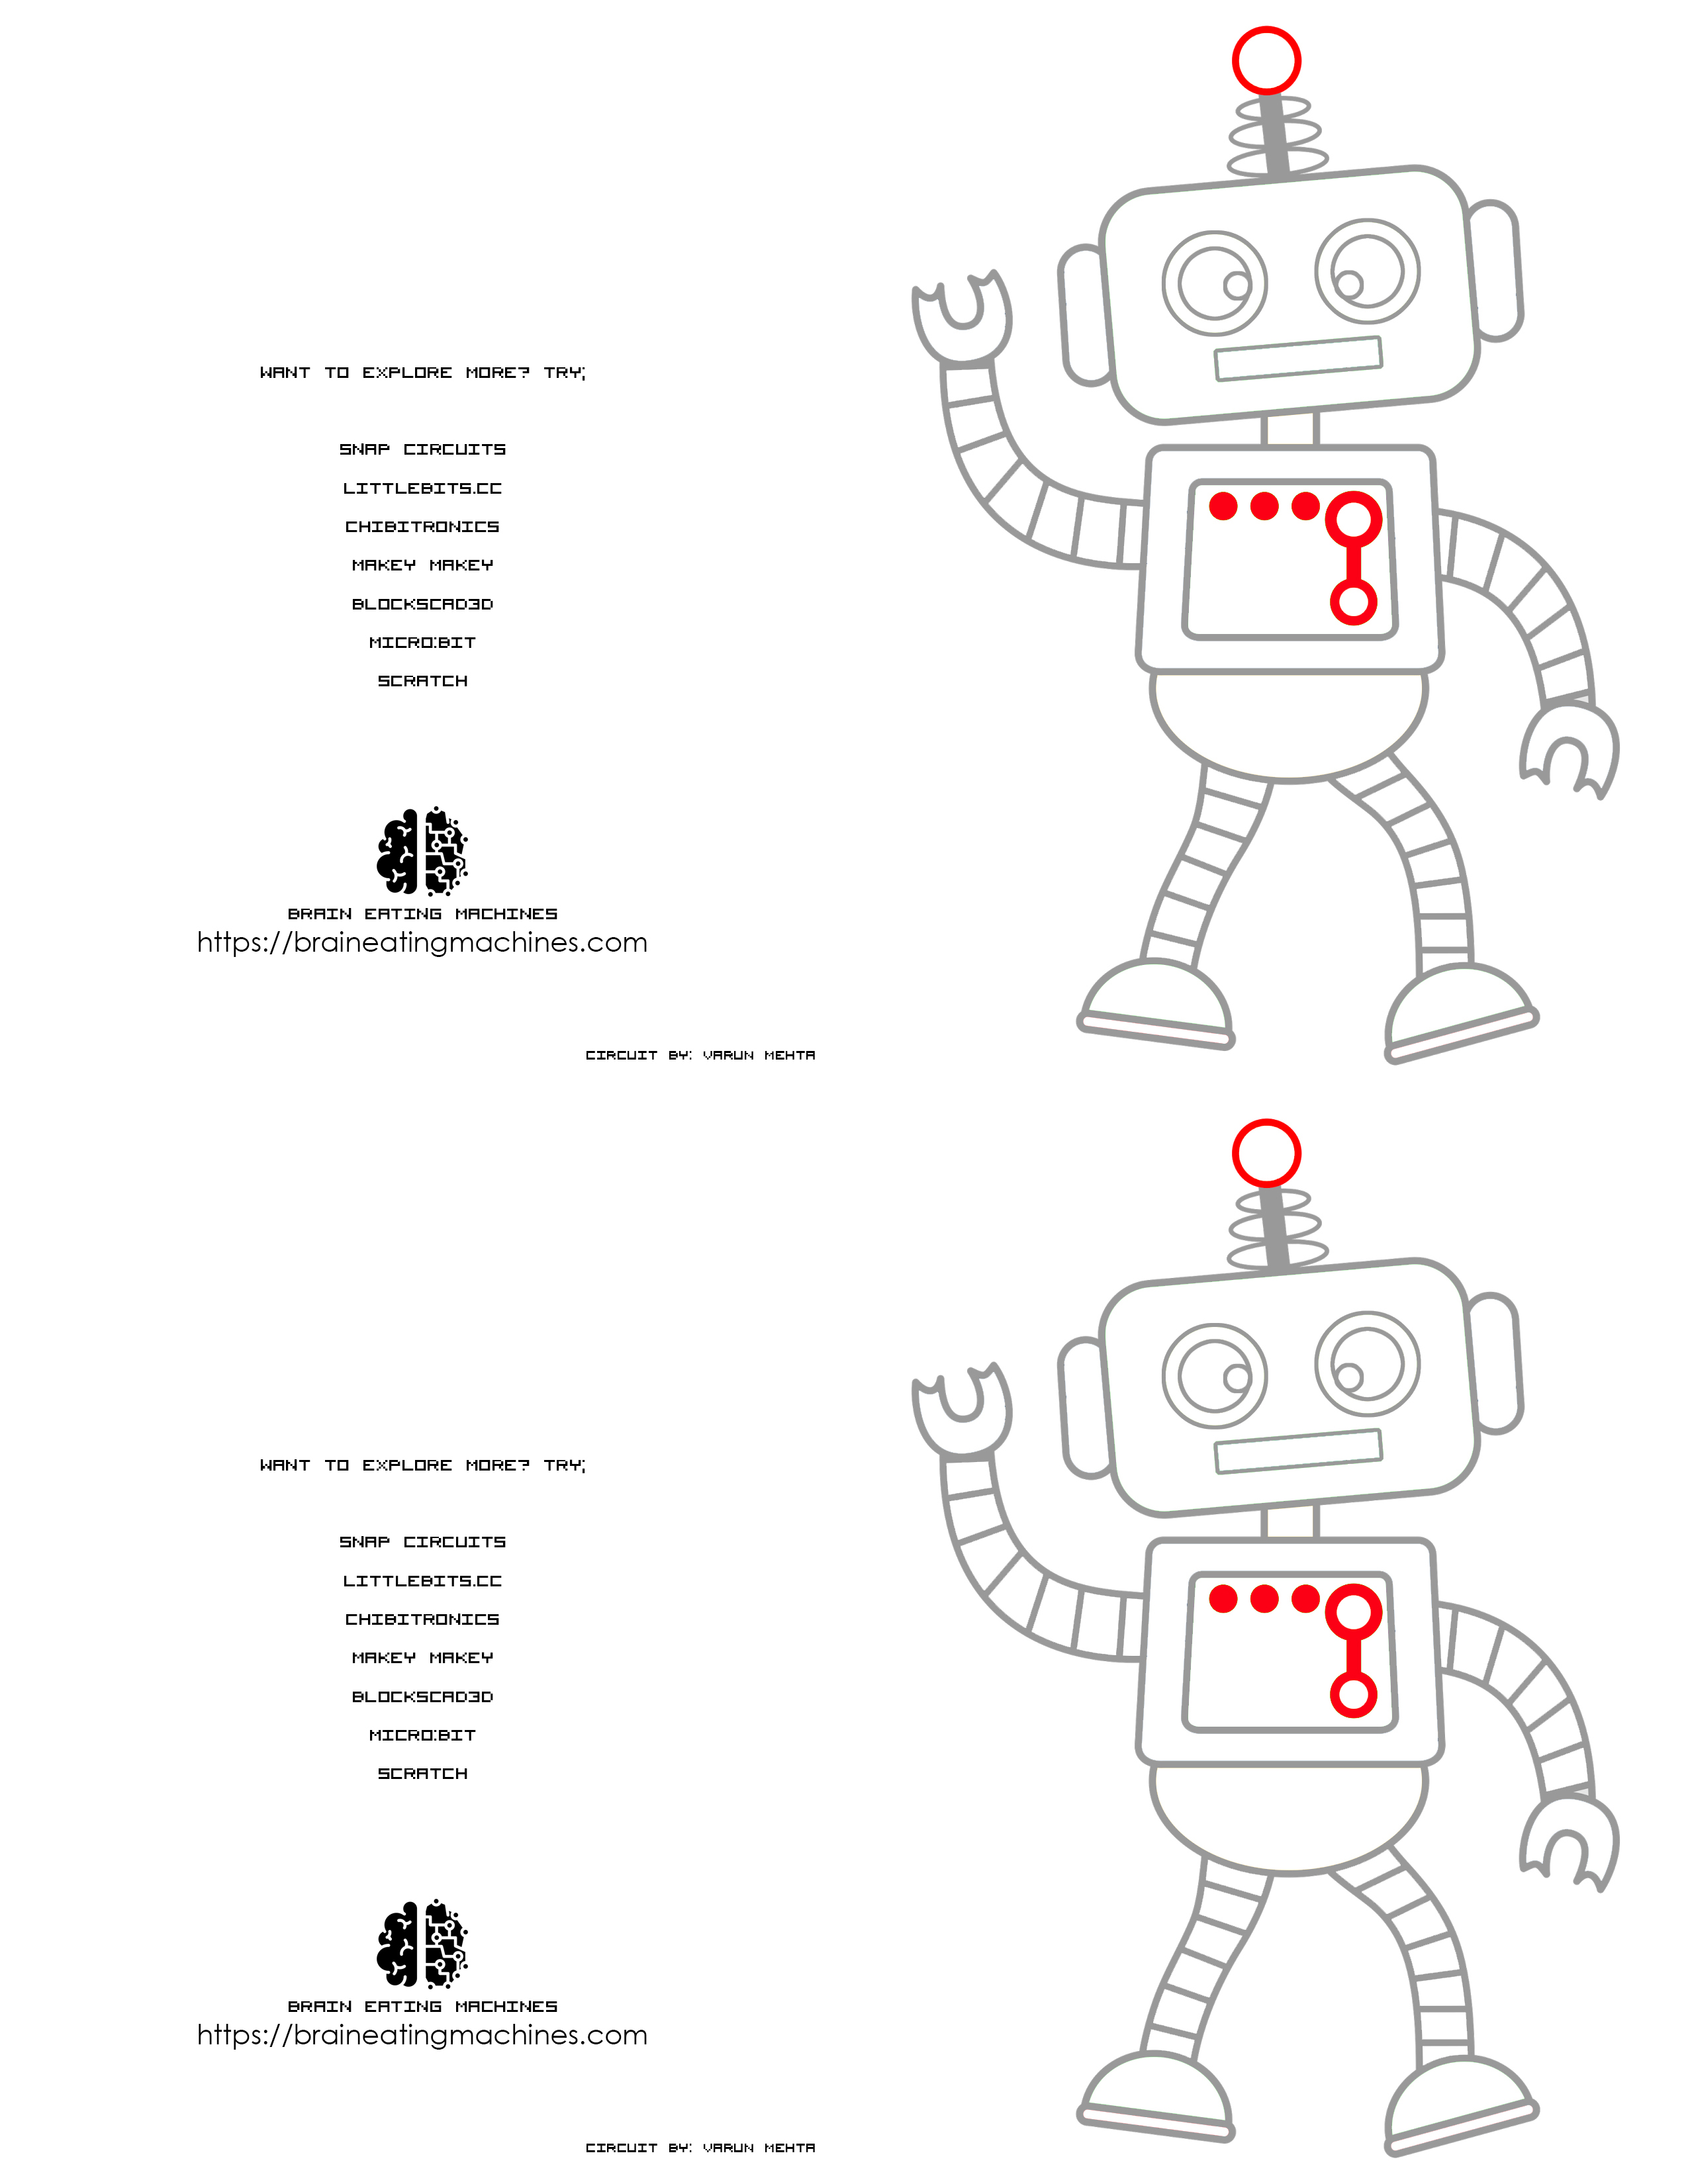 WANT TO EXPLORE MORE? TRY:
SNAP CIRCUITS
LITTLEBITS.CC
CHIBITRONICS
MAKEY MAKEY
BLOCKSCAD3D
MICRO:BIT
SCRATCH
BRAIN EATING MACHINES
https://braineatingmachines.com
CIRCUIT BY: VARUN MEHTA
WANT TO EXPLORE MORE? TRY:
SNAP CIRCUITS
LITTLEBITS.CC
CHIBITRONICS
MAKEY MAKEY
BLOCKSCAD3D
MICRO:BIT
SCRATCH
BRAIN EATING MACHINES
https://braineatingmachines.com
CIRCUIT BY: VARUN MEHTA